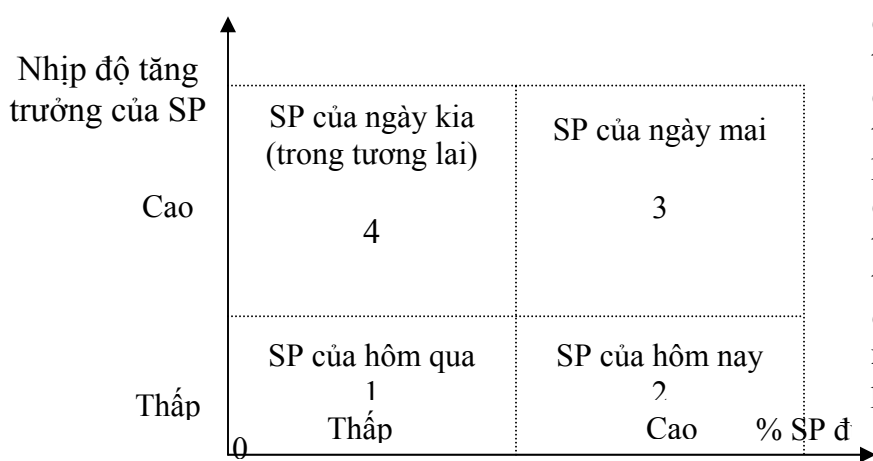 Nhịp độ tăng
trưởng của SP
SP của ngày kia
(trong tương lai)
SP của ngày mai
Cao
4
3
SP của hôm qua
SP của hôm nay
1
2
Thấp
Thấp
Cao
% SP
0